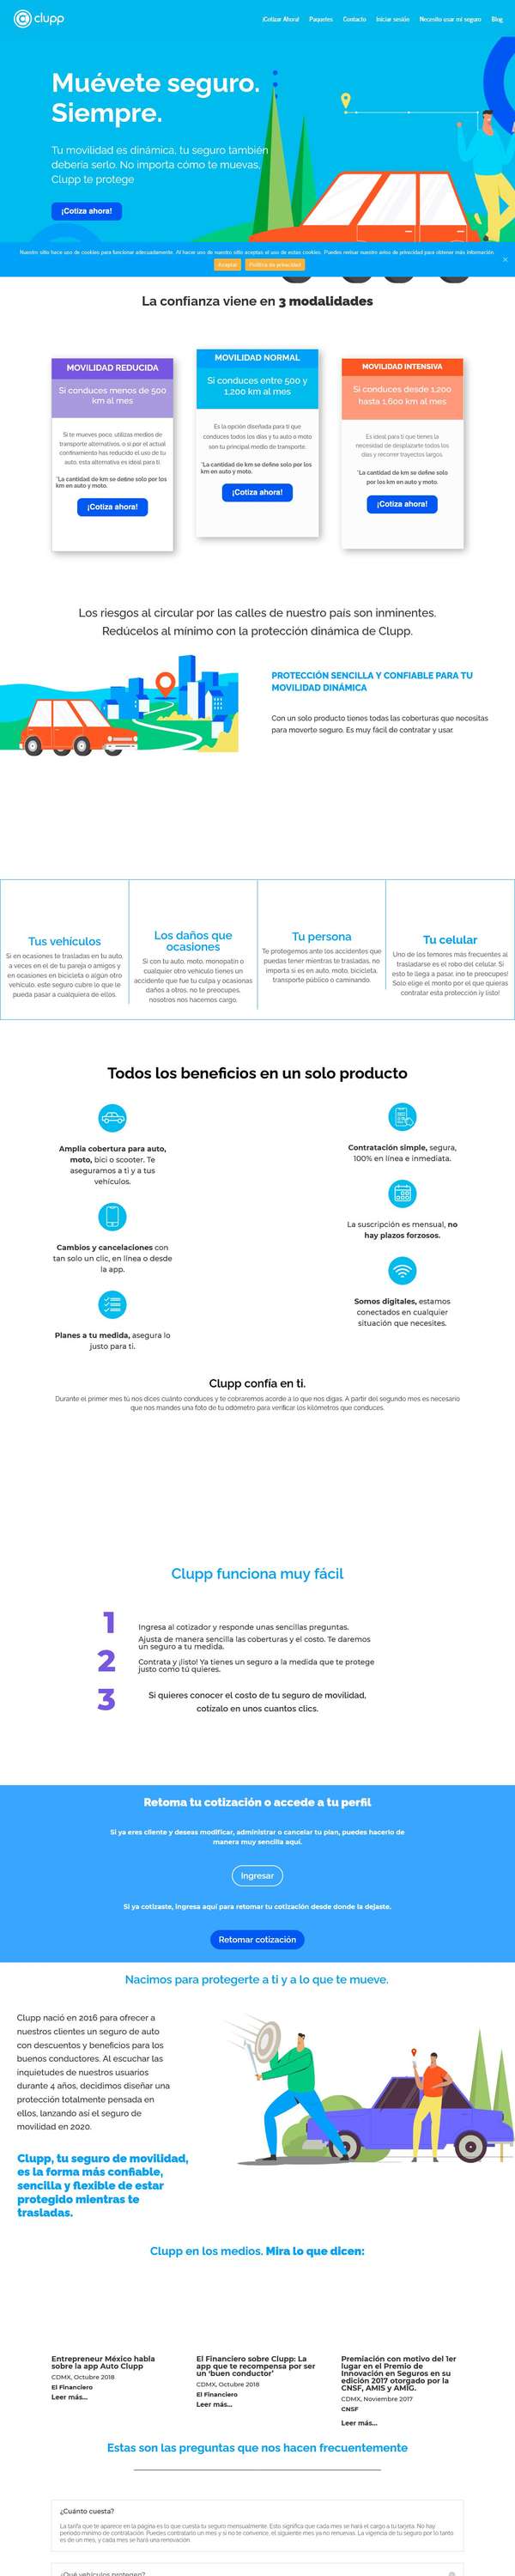 clupp
¡Cotizar Ahora! Paquetes Contacto Iniciar sesión Necesito usar mi seguro Blog
Muévete seguro.
Siempre.
Tu movilidad es dinámica, tu seguro también
debería serlo. No importa cómo te muevas,
Clupp te protege
¡Cotiza ahora!
Nuestro sitio hace uso de cookies para funcionar adecuadamente. Al hacer uso de nuestro sitio aceptas el uso de estas cookies. Puedes revisar nuestro aviso de privacidad para obtener más información.
Aceptar Política de privacidad
La confianza viene en 3 modalidades
MOVILIDAD REDUCIDA
Si conduces menos de 500
km al mes
Si te mueves poco, utilizas medios de
transporte alternativos, o si por el actual
confinamiento has reducido el uso de tu
auto, esta alternativa es ideal para ti.
*La cantidad de km se define solo por los
km en auto y moto.
¡Cotiza ahora!
MOVILIDAD NORMAL
Si conduces entre 500 y
1,200 km al mes
Es la opción diseñada para ti que
conduces todos los días y tu auto o moto
son tu principal medio de transporte.
*La cantidad de km se define solo por los
km en auto y moto.
¡Cotiza ahora!
MOVILIDAD INTENSIVA
Si conduces desde 1,200
hasta 1,600 km al mes
Es ideal para ti que tienes la
necesidad de desplazarte todos los
días y recorrer trayectos largos.
*La cantidad de km se define solo
por los km en auto y moto.
¡Cotiza ahora!
Los riesgos al circular por las calles de nuestro país son inminentes.
Redúcelos al mínimo con la protección dinámica de Clupp.
PROTECCIÓN SENCILLA Y CONFIABLE PARA TU
MOVILIDAD DINÁMICA
Con un solo producto tienes todas las coberturas que necesitas
para moverte seguro. Es muy fácil de contratar y usar.
Tus vehículos
Si en ocasiones te trasladas en tu auto,
a veces en el de tu pareja o amigos y
en ocasiones en bicicleta o algún otro
vehículo, este seguro cubre lo que le
pueda pasar a cualquiera de ellos.
Los daños que
ocasiones
Si con tu auto, moto, monopatín o
cualquier otro vehículo tienes un
accidente que fue tu culpa y ocasionas
daños a otros, no te preocupes,
nosotros nos hacemos cargo.
Tu persona
Te protegemos ante los accidentes que
puedas tener mientras te trasladas, no
importa si es en auto, moto, bicicleta,
transporte público o caminando.
Tu celular
Uno de los temores más frecuentes al
trasladarse es el robo del celular. Si
esto te llega a pasar, ¡no te preocupes!
Solo elige el monto por el que quieras
contratar esta protección ¡y listo!
Todos los beneficios en un solo producto
Amplia cobertura para auto,
moto, bici o scooter. Te
aseguramos a ti y a tus
vehículos.
Cambios y cancelaciones con
tan solo un clic, en línea o desde
la app.
Planes a tu medida, asegura lo
justo para ti.
Contratación simple, segura,
100% en línea e inmediata.
La suscripción es mensual, no
hay plazos forzosos.
Somos digitales, estamos
conectados en cualquier
situación que necesites.
Clupp confía en ti.
Durante el primer mes tú nos dices cuánto conduces y te cobraremos acorde a lo que nos digas. A partir del segundo mes es necesario
que nos mandes una foto de tu odómetro para verificar los kilómetros que conduces.
Clupp funciona muy fácil
1
Ingresa al cotizador y responde unas sencillas preguntas.
Ajusta de manera sencilla las coberturas y el costo. Te daremos
un seguro a tu medida.
2
Contrata y ¡listo! Ya tienes un seguro a la medida que te protege
justo como tú quieres.
3
Si quieres conocer el costo de tu seguro de movilidad,
cotízalo en unos cuantos clics.
Retoma tu cotización o accede a tu perfil
Si ya eres cliente y deseas modificar, administrar o cancelar tu plan, puedes hacerlo de
manera muy sencilla aquí.
Ingresar
Si ya cotizaste, ingresa aquí para retomar tu cotización desde donde la dejaste.
Retomar cotización
Nacimos para protegerte a ti y a lo que te mueve.
Clupp nació en 2016 para ofrecer a
nuestros clientes un seguro de auto
con descuentos y beneficios para los
buenos conductores. Al escuchar las
inquietudes de nuestros usuarios
durante 4 años, decidimos diseñar una
protección totalmente pensada en
ellos, lanzando así el seguro de
movilidad en 2020.
Clupp, tu seguro de movilidad,
es la forma más confiable,
sencilla y flexible de estar
protegido mientras te
trasladas.
Clupp en los medios. Mira lo que dicen:
Entrepreneur México habla
sobre la app Auto Clupp
CDMX, Octubre 2018
El Financiero
Leer más...
El Financiero sobre Clupp: La
app que te recompensa por ser
un 'buen conductor'
CDMX, Octubre 2018
El Financiero
Leer más...
Premiación con motivo del 1er
lugar en el Premio de
Innovación en Seguros en su
edición 2017 otorgado por la
CNSF, AMIS y AMIG.
CDMX, Noviembre 2017
CNSF
Leer más...
Estas son las preguntas que nos hacen frecuentemente
¿Cuánto cuesta?
La tarifa que te aparece en la página es lo que cuesta tu seguro mensualmente. Esto significa que cada mes se hará el cargo a tu tarjeta. No hay
periodo mínimo de contratación. Puedes contratarlo un mes y si no te convence, el siguiente mes ya no renuevas. La vigencia de tu seguro por lo tanto
es de un mes, y cada mes se hará una renovación.
¿Qué vehículos protegen?